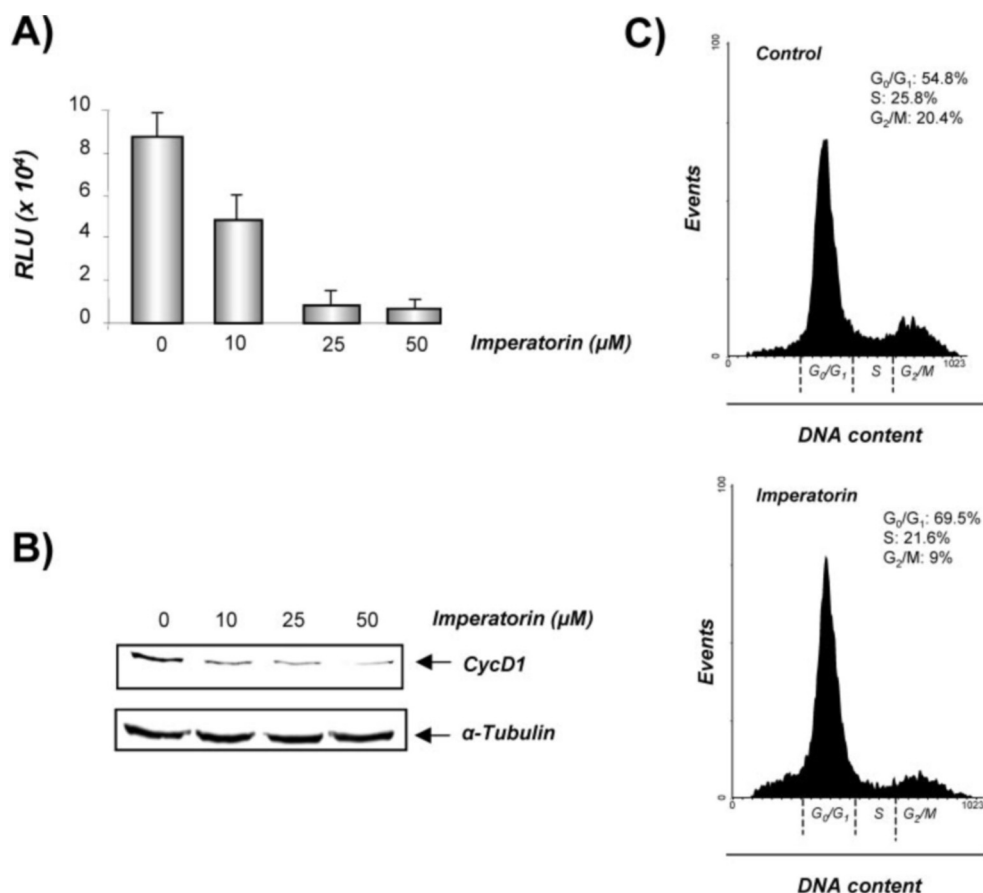 A)
10
8
6
4
2
0
RLU (x 10⁴)
0 10 25 50 Imperatorin (μM)
B)
0 10 25 50 Imperatorin (μM)
CycD1
α-Tubulin
C)
100
Control
G₀/G₁: 54.8%
S: 25.8%
G₂/M: 20.4%
Events
0
0 1023
G₀/G₁ S G₂/M
DNA content
100
Imperatorin
G₀/G₁: 69.5%
S: 21.6%
G₂/M: 9%
Events
0
0 1023
G₀/G₁ S G₂/M
DNA content